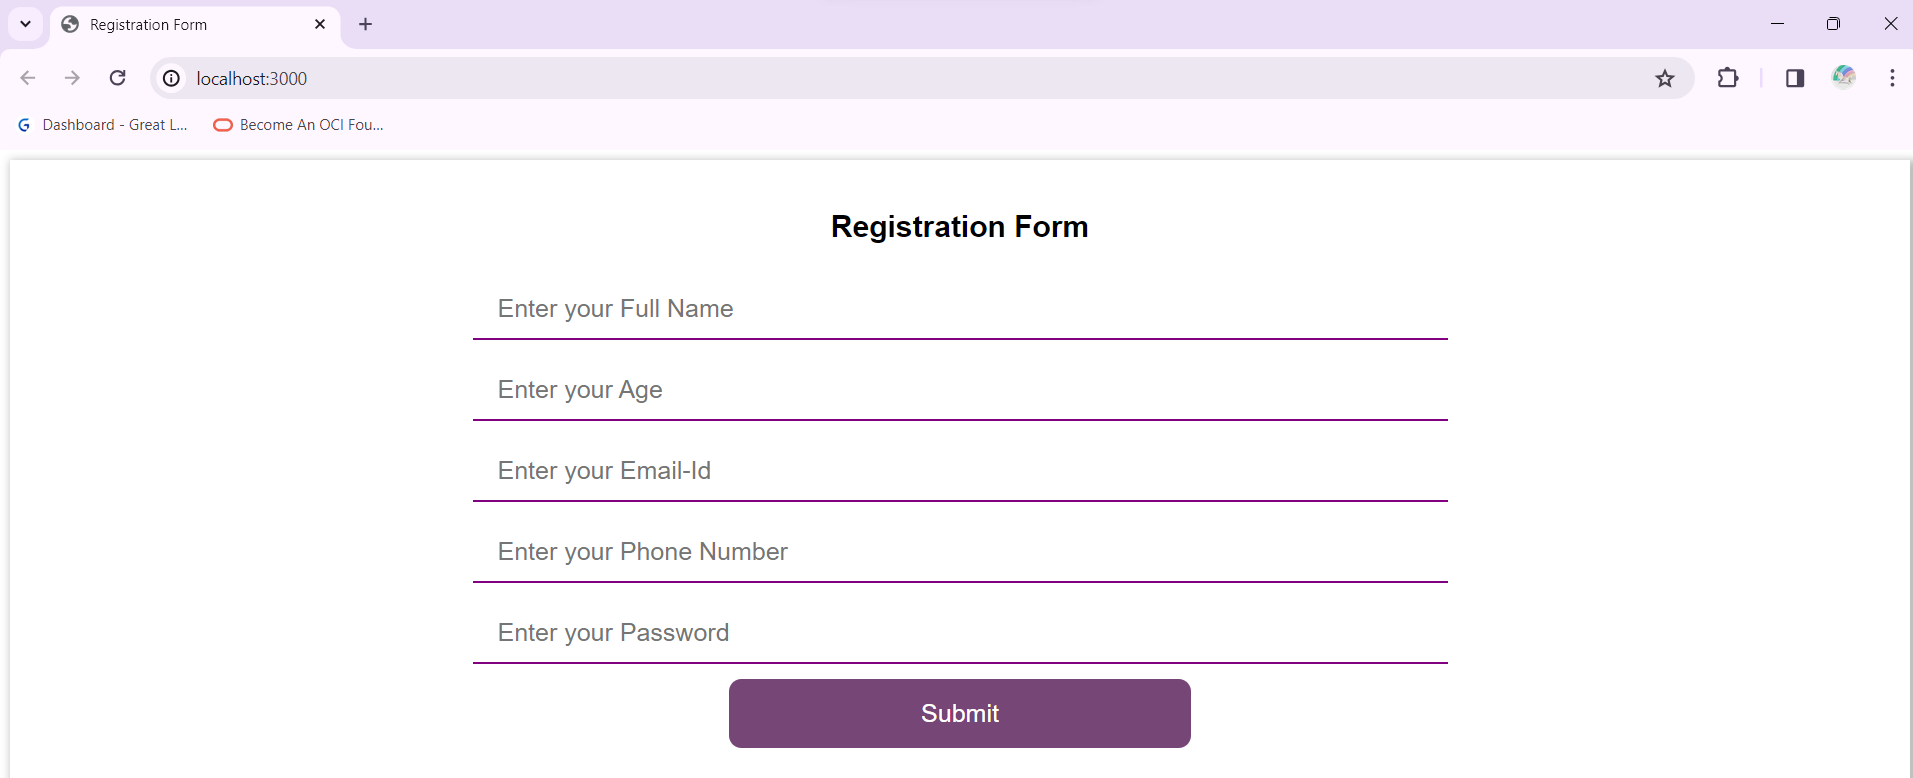 Registration Form
localhost:3000
Dashboard - Great L... Become An OCI Fou...
Registration Form
Enter your Full Name
Enter your Age
Enter your Email-Id
Enter your Phone Number
Enter your Password
Submit